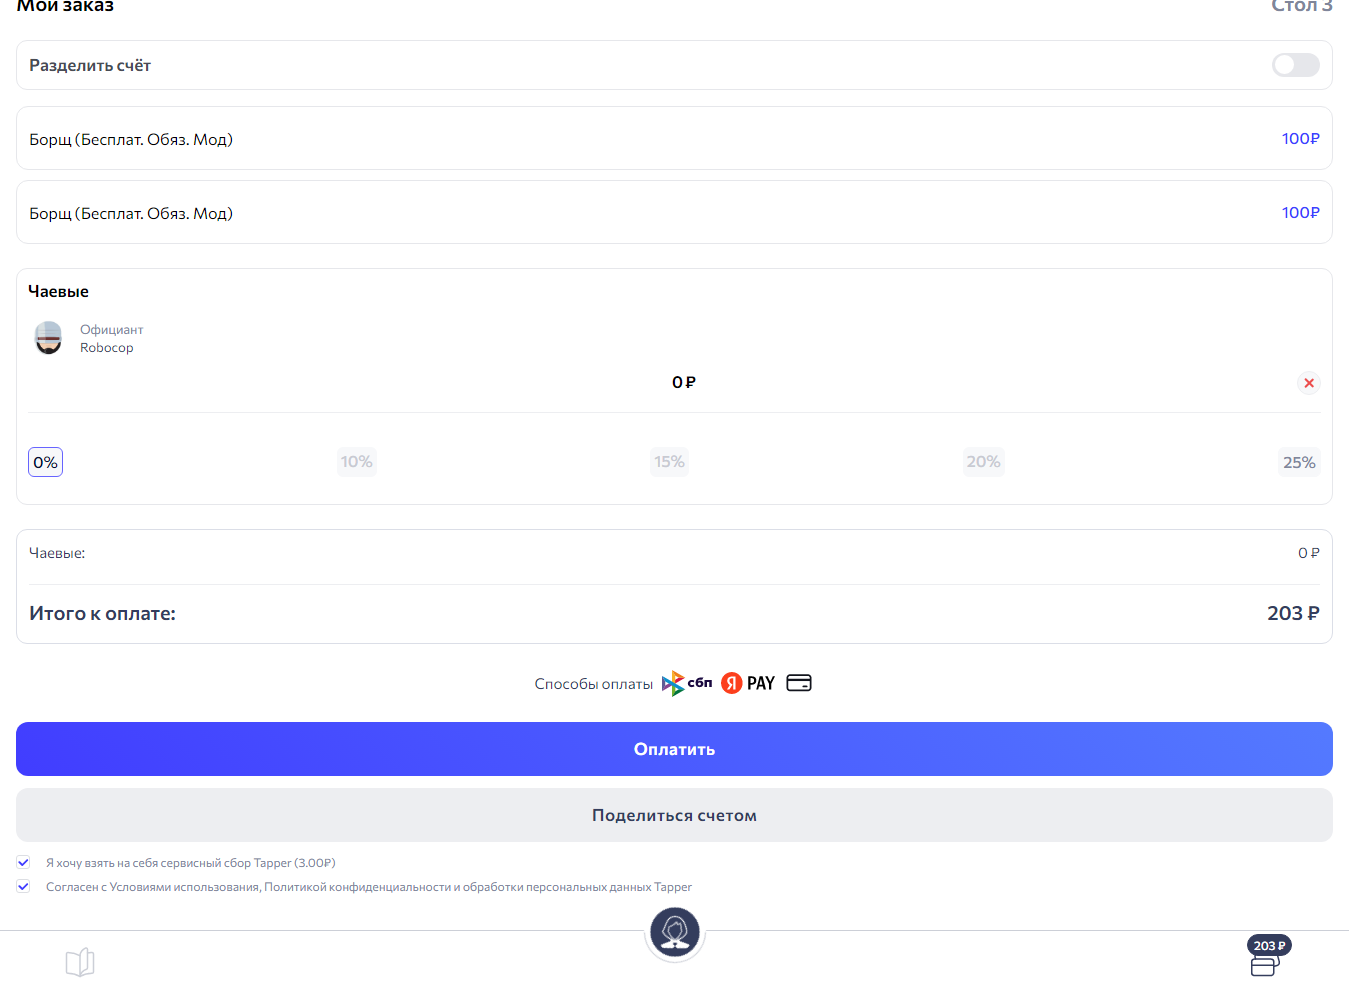 Мой заказ
Стол 3
Разделить счёт
Борщ (Бесплат. Обяз. Мод)
100₽
Борщ (Бесплат. Обяз. Мод)
100₽
Чаевые
Официант
Robocop
0 ₽
0%
10%
15%
20%
25%
Чаевые:
0 ₽
Итого к оплате:
203 ₽
Способы оплаты
сбп
Я PAY
Оплатить
Поделиться счетом
Я хочу взять на себя сервисный сбор Tapper (3.00₽)
Согласен с Условиями использования, Политикой конфиденциальности и обработки персональных данных Tapper
203 ₽